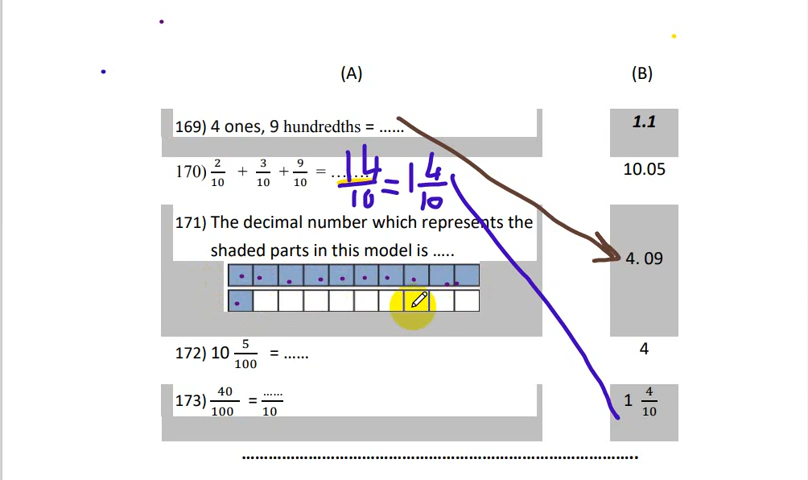 (A) (B)
169) 4 ones, 9 hundredths = ...... 1.1
170) 2/10 + 3/10 + 9/10 = ........ 14/10 = 1 4/10 10.05
171) The decimal number which represents the
shaded parts in this model is ..... 4. 09
172) 10 5/100 = ...... 4
173) 40/100 = ....../10 1 4/10